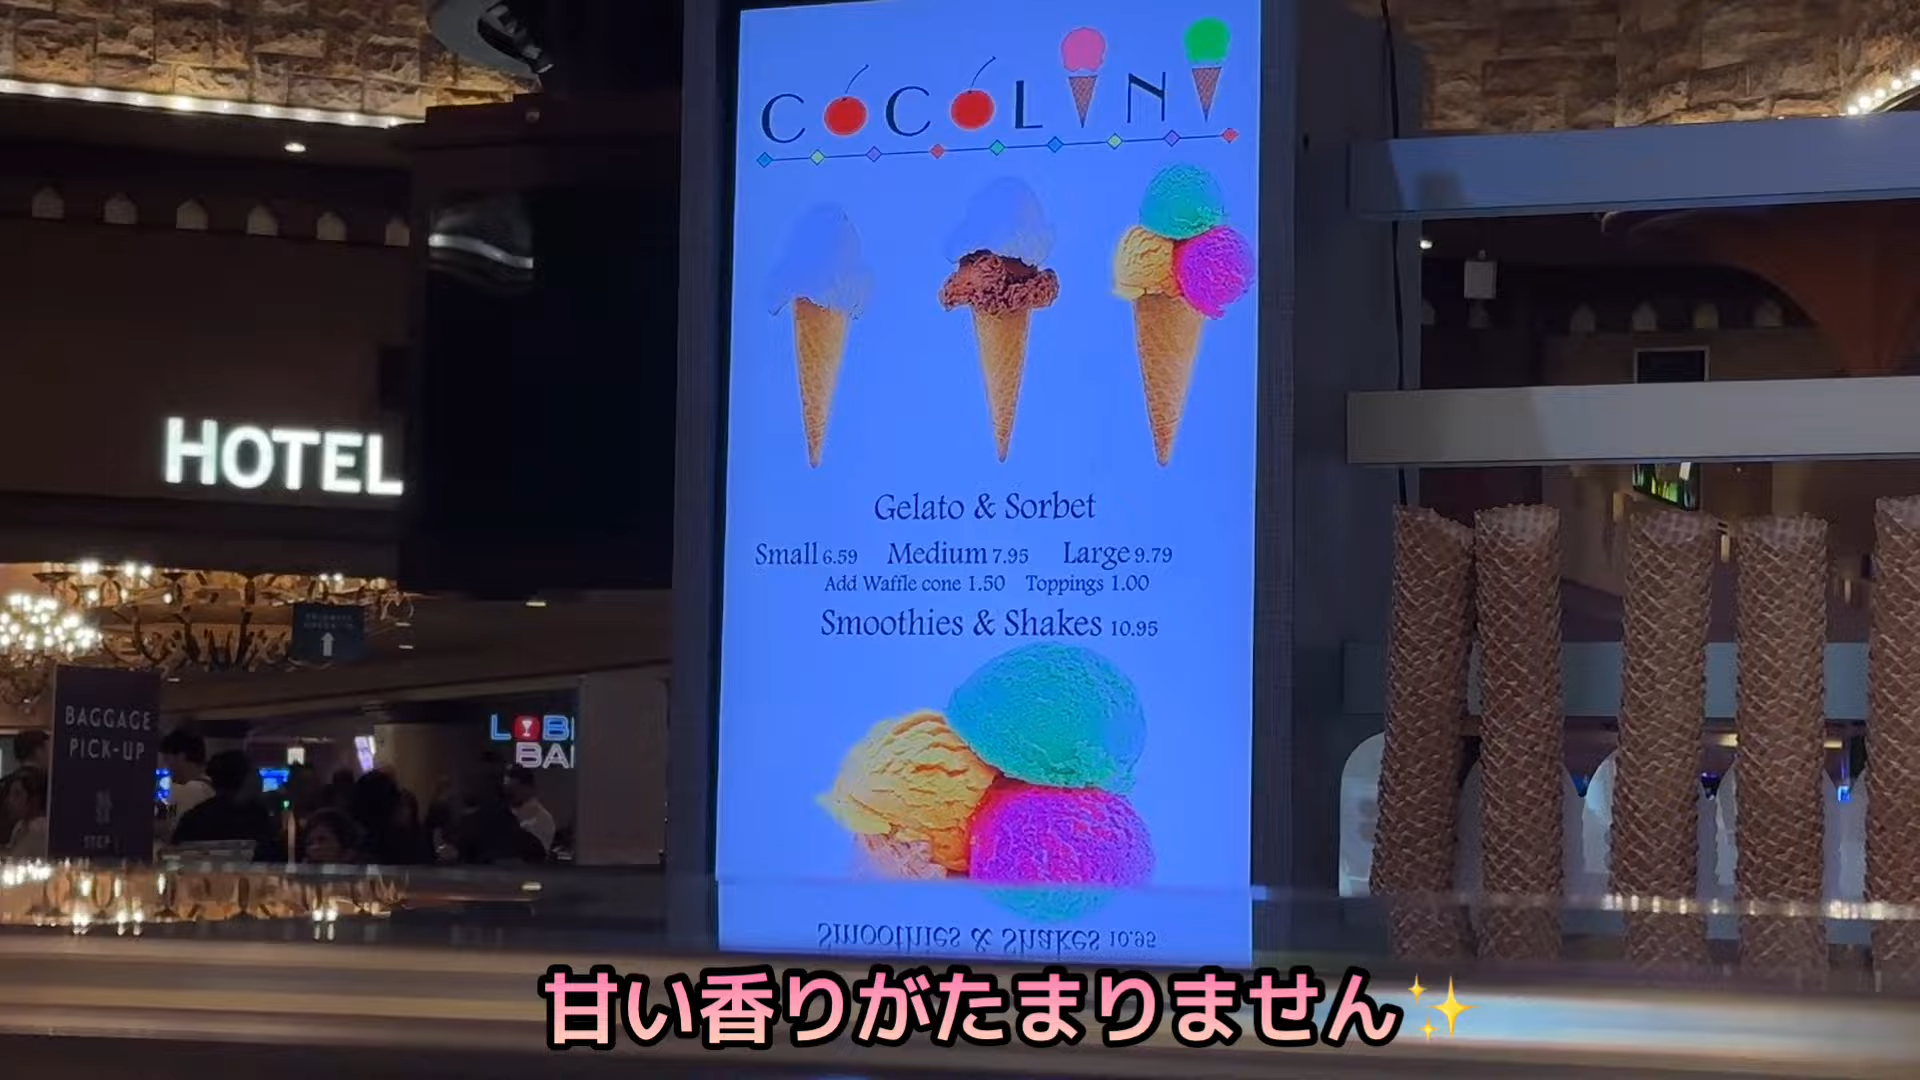 COCOLINI
HOTEL
Gelato & Sorbet
Small 6.59 Medium 7.95 Large 9.79
Add Waffle cone 1.50 Toppings 1.00
Smoothies & Shakes 10.95
BAGGAGE
PICK-UP
Smoothies & Shakes 10.95
甘い香りがたまりません✨